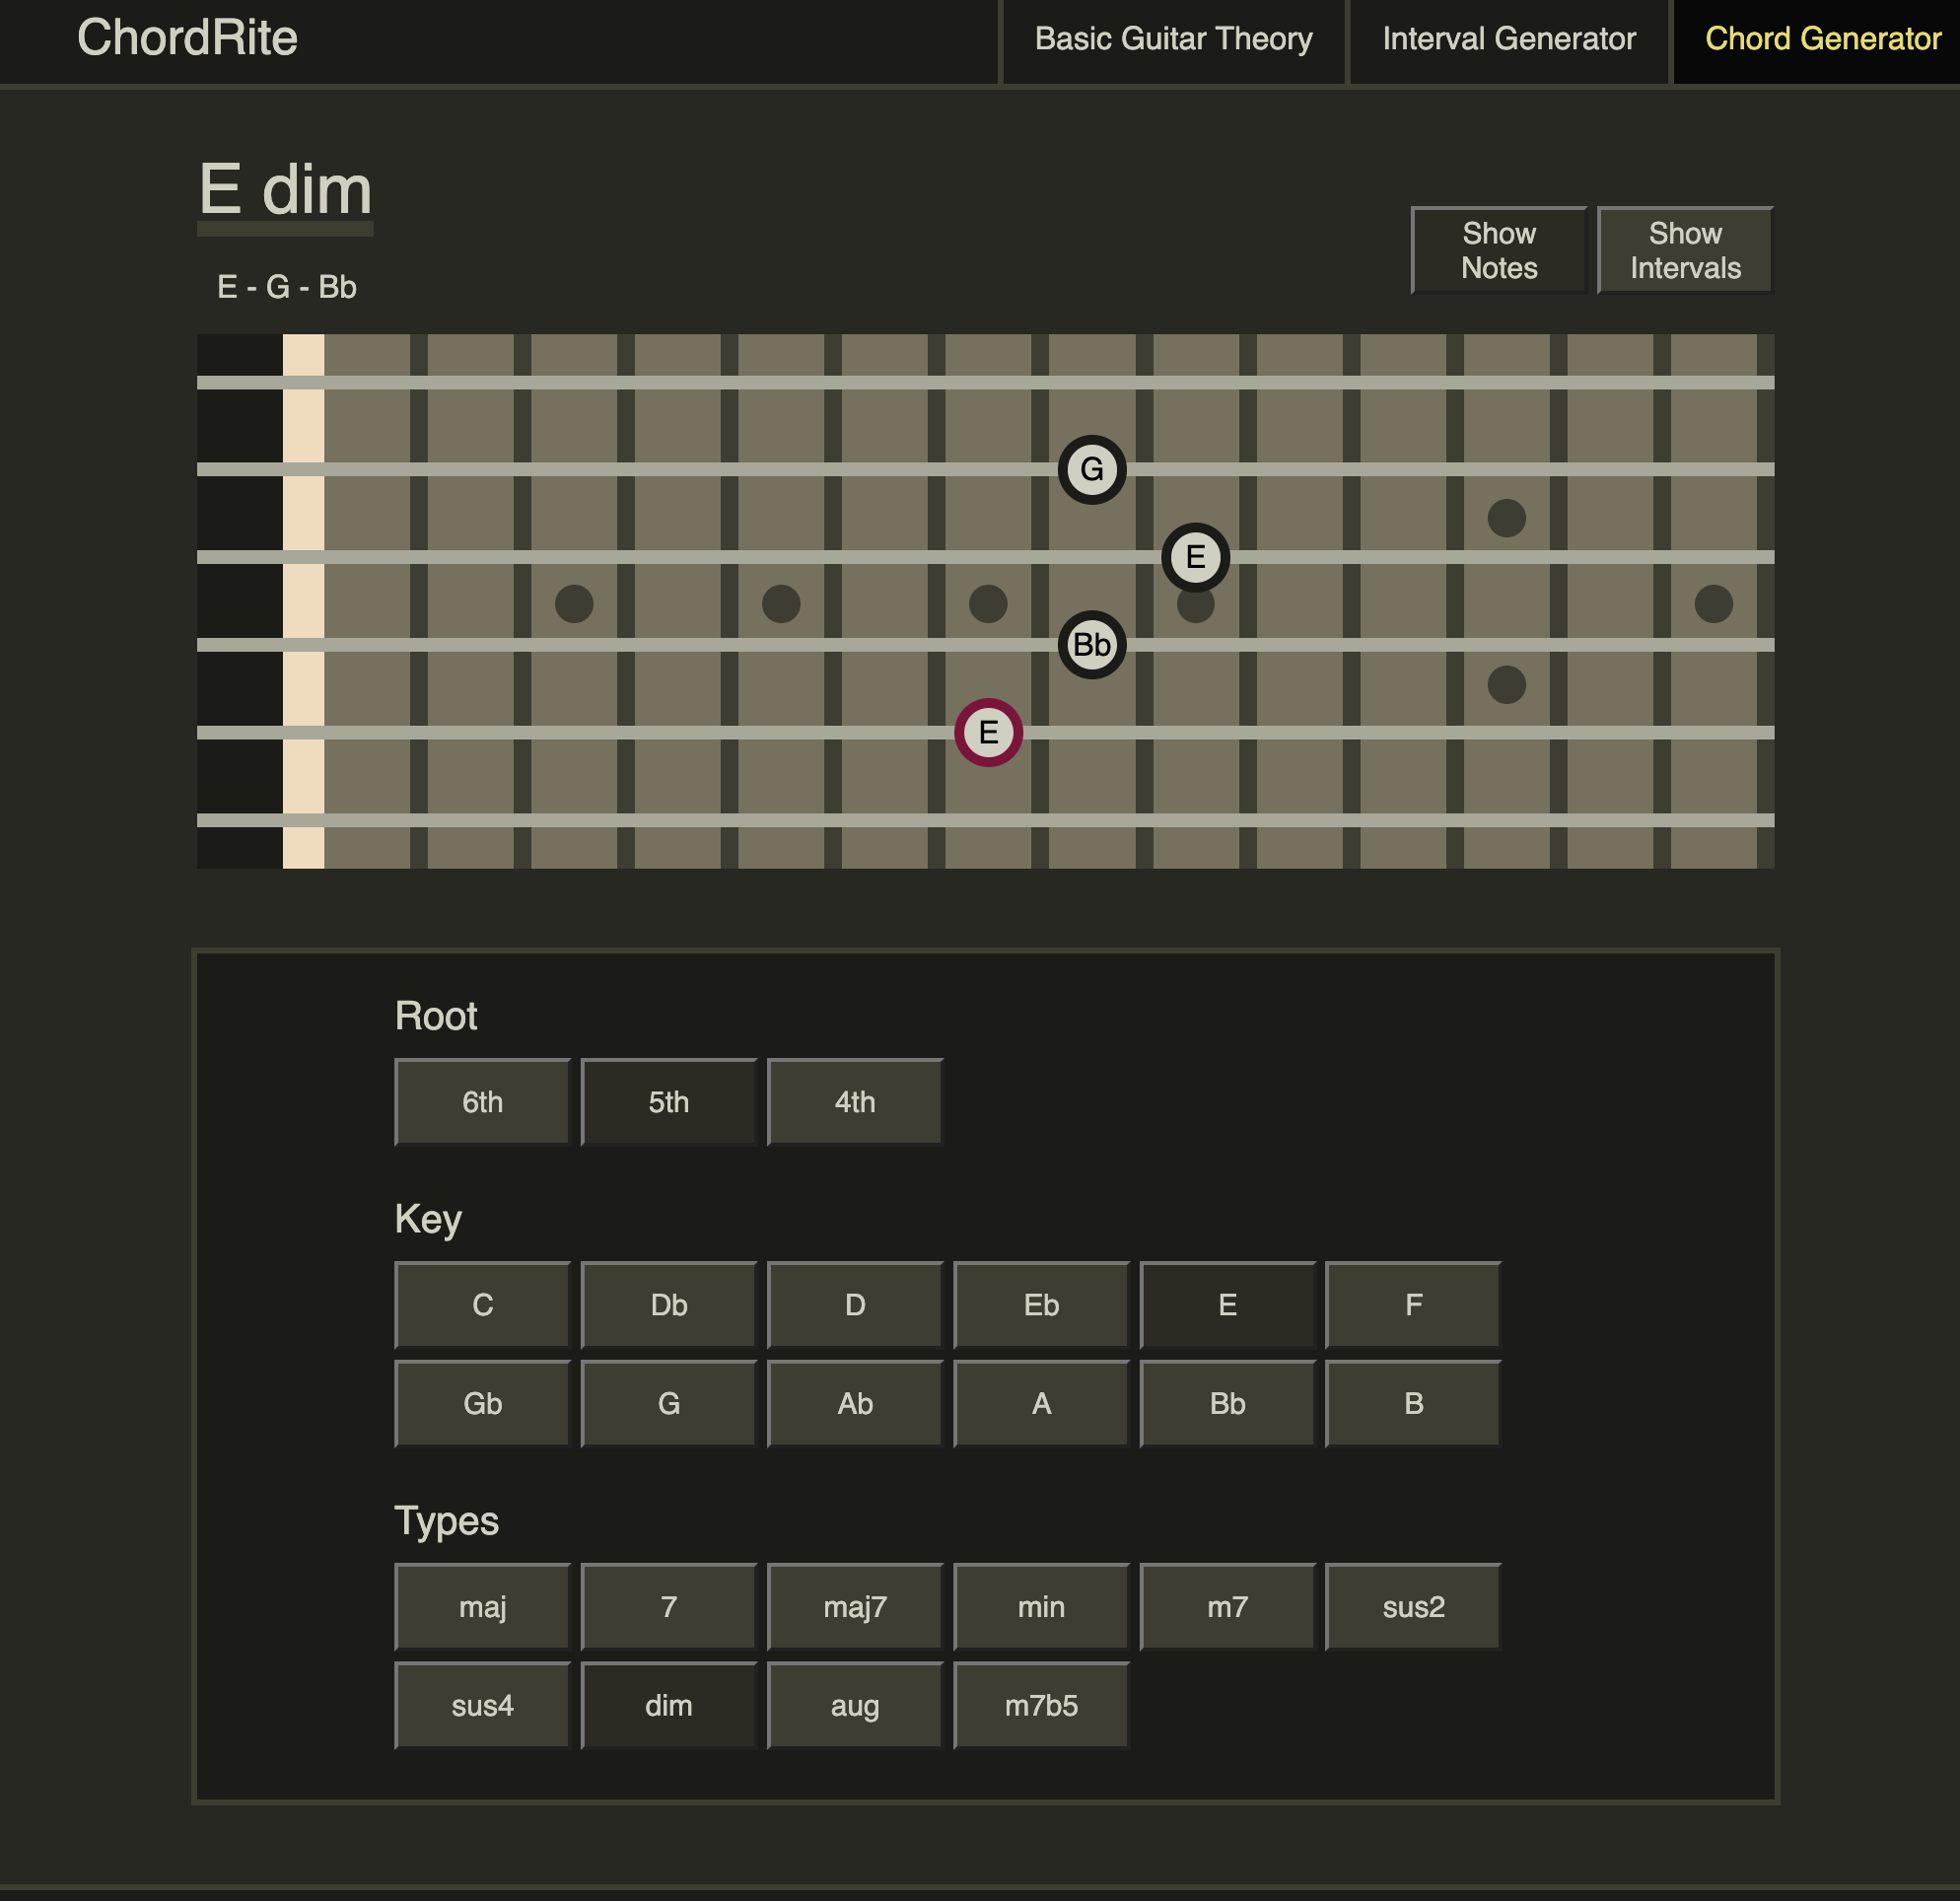 ChordRite
Basic Guitar Theory
Interval Generator
Chord Generator
E dim
Show
Notes
Show
Intervals
E - G - Bb
G
E
Bb
E
Root
6th 5th 4th
Key
C Db D Eb E F
Gb G Ab A Bb B
Types
maj 7 maj7 min m7 sus2
sus4 dim aug m7b5